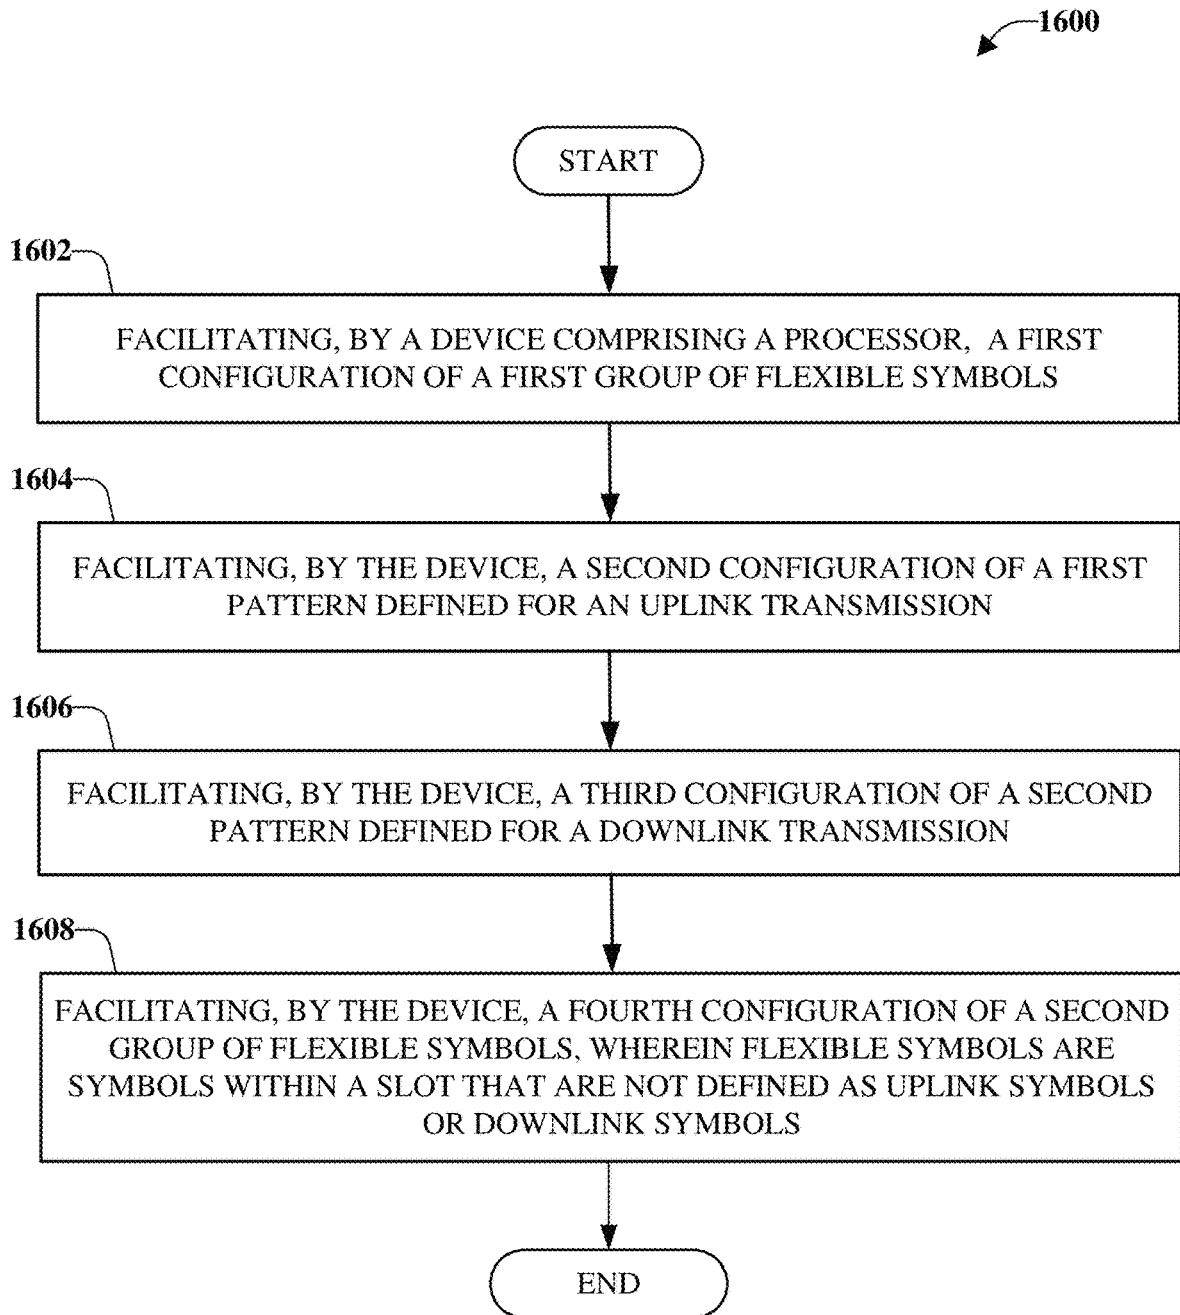 1600
START
1602
FACILITATING, BY A DEVICE COMPRISING A PROCESSOR, A FIRST
CONFIGURATION OF A FIRST GROUP OF FLEXIBLE SYMBOLS
1604
FACILITATING, BY THE DEVICE, A SECOND CONFIGURATION OF A FIRST
PATTERN DEFINED FOR AN UPLINK TRANSMISSION
1606
FACILITATING, BY THE DEVICE, A THIRD CONFIGURATION OF A SECOND
PATTERN DEFINED FOR A DOWNLINK TRANSMISSION
1608
FACILITATING, BY THE DEVICE, A FOURTH CONFIGURATION OF A SECOND
GROUP OF FLEXIBLE SYMBOLS, WHEREIN FLEXIBLE SYMBOLS ARE
SYMBOLS WITHIN A SLOT THAT ARE NOT DEFINED AS UPLINK SYMBOLS
OR DOWNLINK SYMBOLS
END